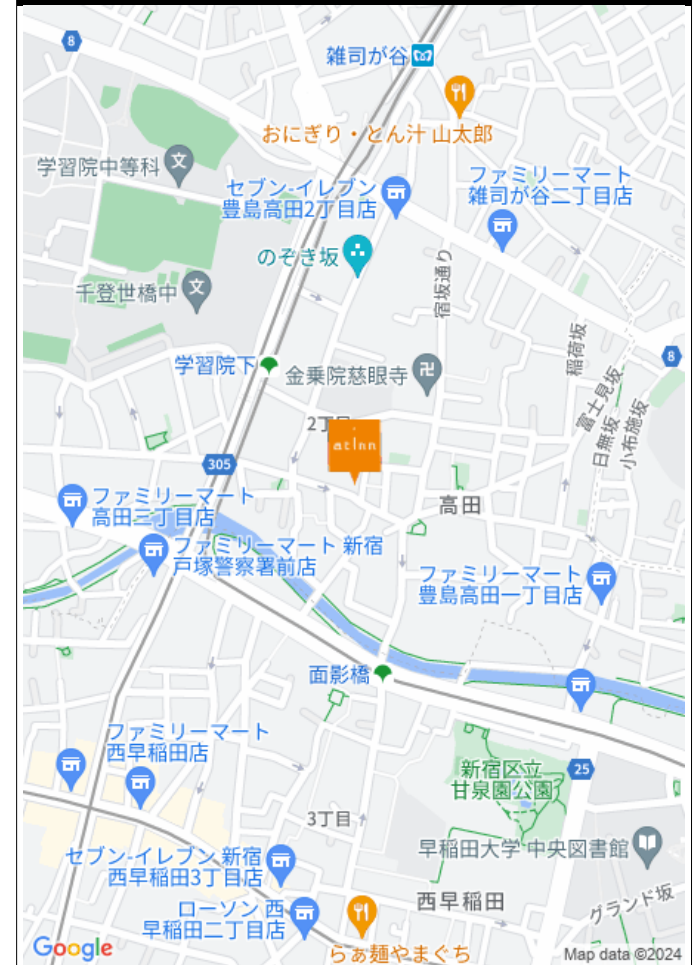 8
雑司が谷
おにぎり・とん汁 山太郎
学習院中等科
文
セブン-イレブン
豊島高田2丁目店
ファミリーマート
雑司が谷二丁目店
のぞき坂
宿坂通り
千登世橋中
文
稲荷坂
8
学習院下
金乗院慈眼寺
卍
富士見坂
日無坂
小布施坂
2丁目
atInn
305
高田
ファミリーマート
高田三丁目店
ファミリーマート 新宿
戸塚警察署前店
ファミリーマート
豊島高田一丁目店
面影橋
ファミリーマート
西早稲田店
新宿区立
甘泉園公園
25
3丁目
早稲田大学 中央図書館
セブン-イレブン 新宿
西早稲田3丁目店
西早稲田
グランド坂
ローソン 西
早稲田二丁目店
らぁ麺やまぐち
Google
Map data ©2024